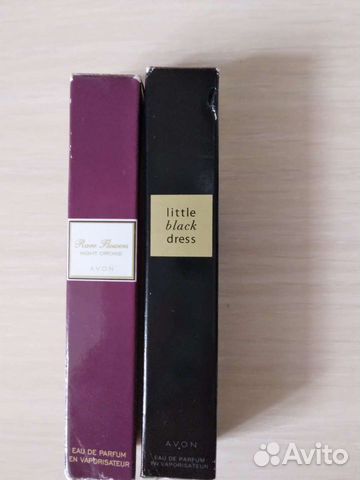 Rare Flowers
NIGHT ORCHID
AVON
EAU DE PARFUM
EN VAPORISATEUR
little
black
dress
AVON
EAU DE PARFUM
EN VAPORISATEUR
Avito